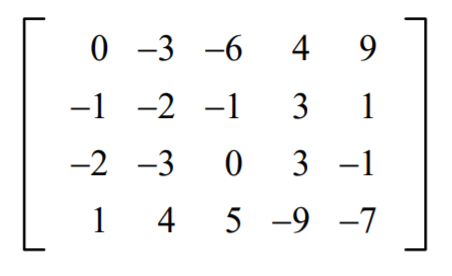 0 –3 –6 4 9
–1 –2 –1 3 1
–2 –3 0 3 –1
1 4 5 –9 –7